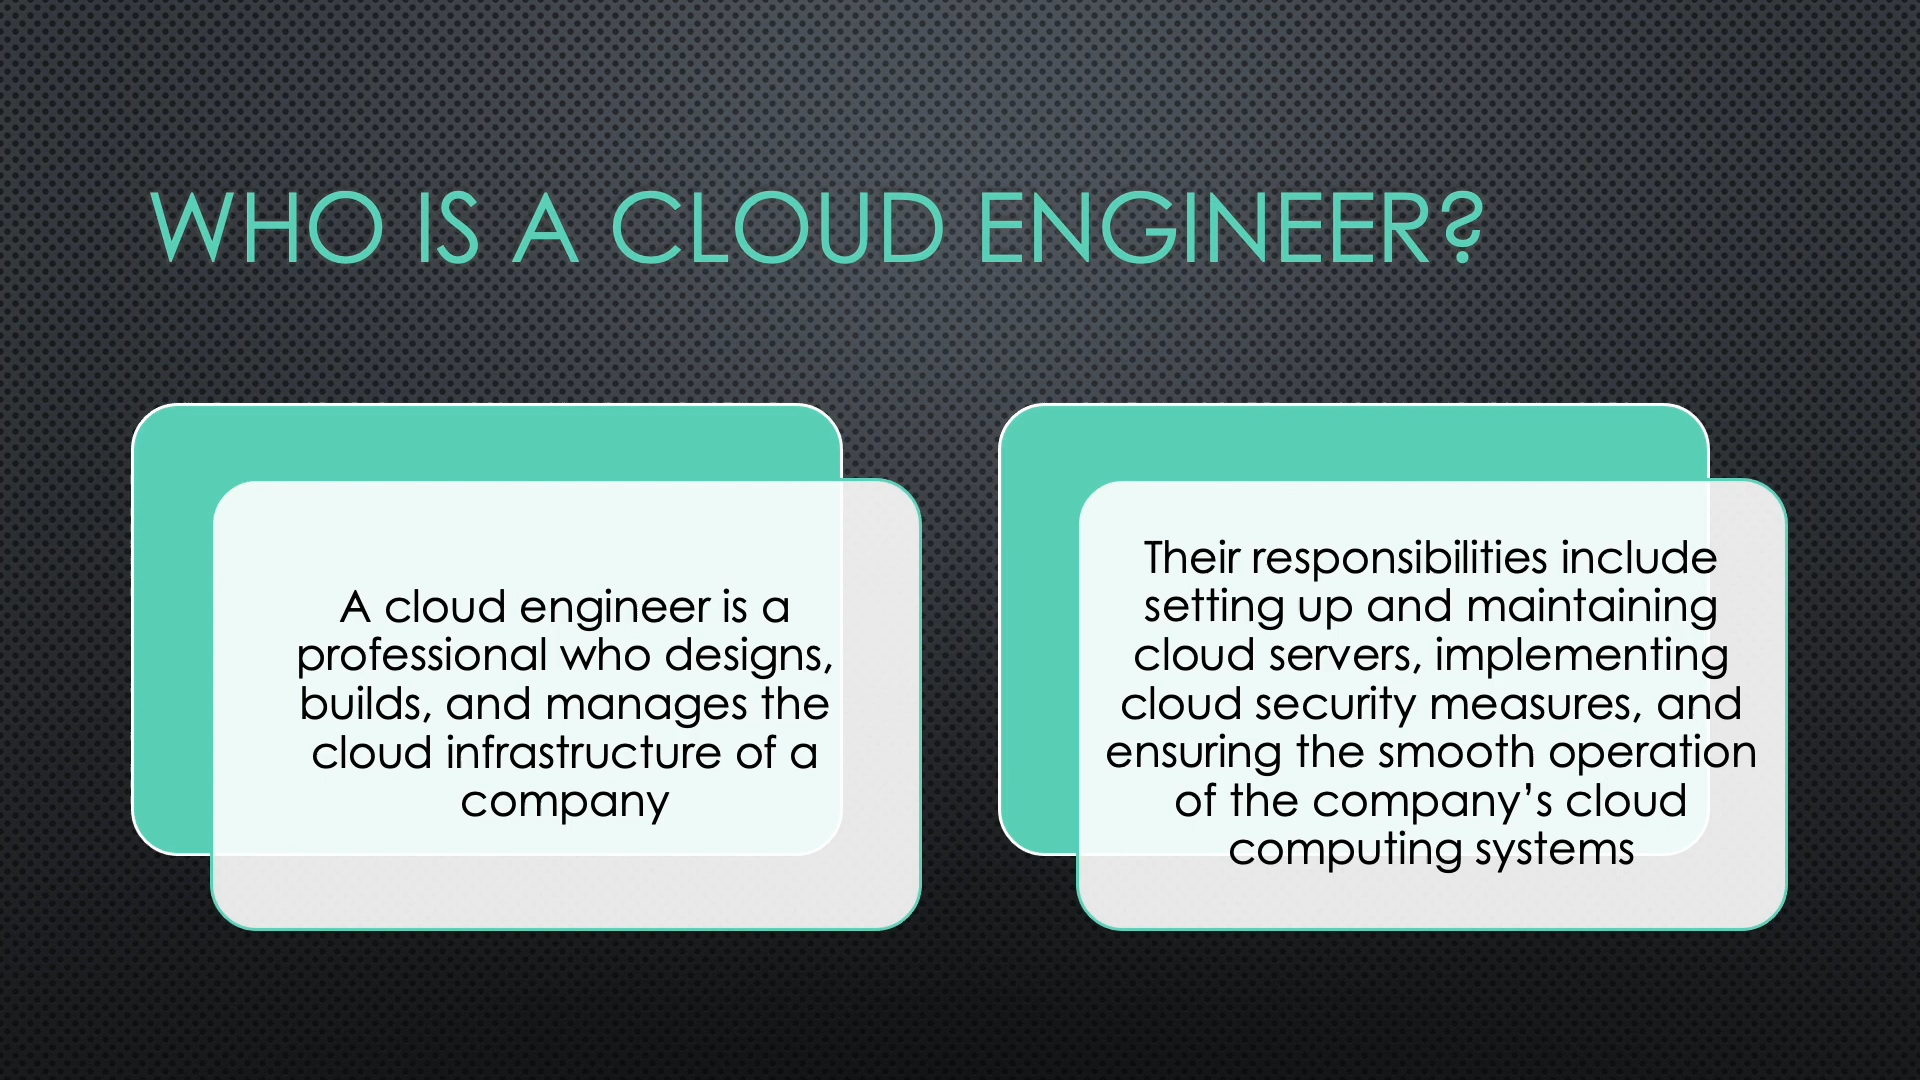 WHO IS A CLOUD ENGINEER?
A cloud engineer is a
professional who designs,
builds, and manages the
cloud infrastructure of a
company
Their responsibilities include
setting up and maintaining
cloud servers, implementing
cloud security measures, and
ensuring the smooth operation
of the company’s cloud
computing systems